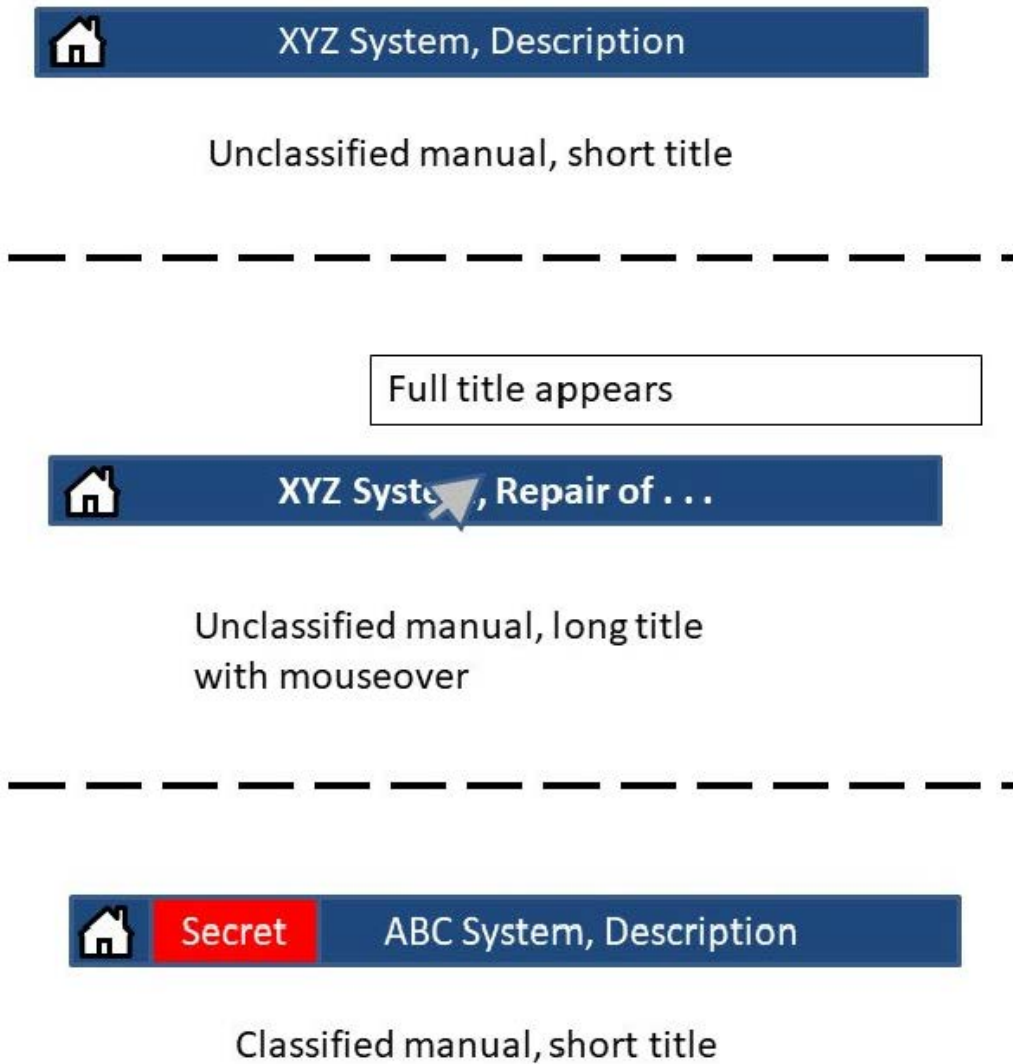 XYZ System, Description
Unclassified manual, short title
Full title appears
XYZ System, Repair of . . .
Unclassified manual, long title
with mouseover
Secret ABC System, Description
Classified manual, short title